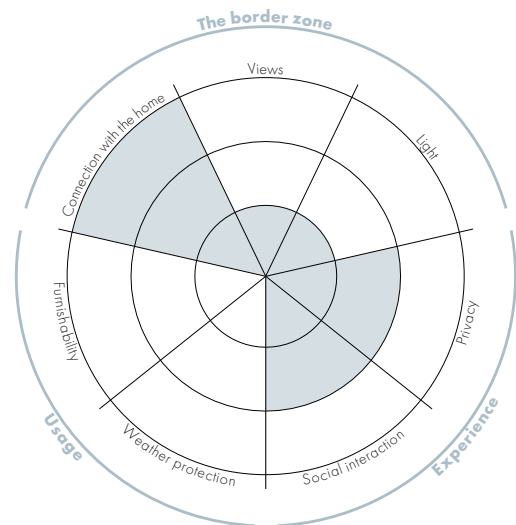 The border zone
Views
Connection with the home
Light
Furnishability
Privacy
Usage
Experience
Weather protection
Social interaction